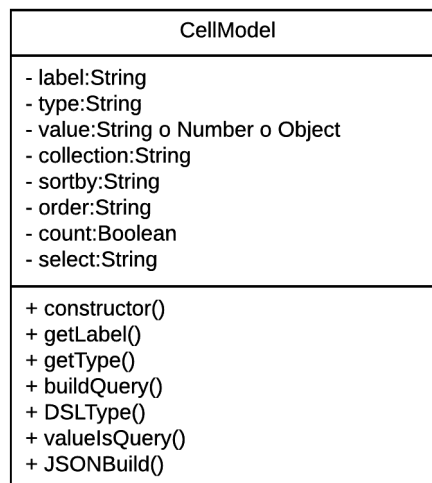 CellModel
- label:String
- type:String
- value:String o Number o Object
- collection:String
- sortby:String
- order:String
- count:Boolean
- select:String
+ constructor()
+ getLabel()
+ getType()
+ buildQuery()
+ DSLType()
+ valueIsQuery()
+ JSONBuild()